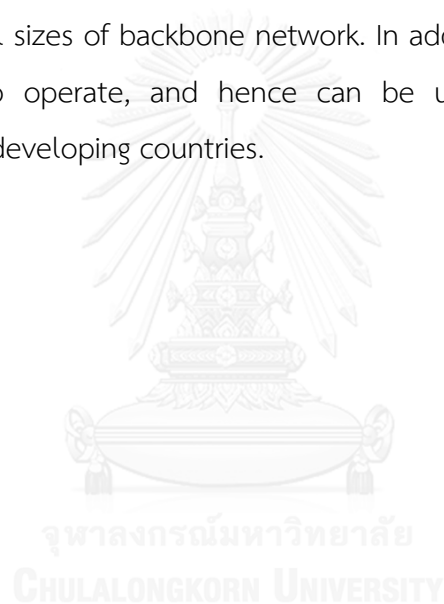 l sizes of backbone network. In add
o operate, and hence can be u
developing countries.
จุฬาลงกรณ์มหาวิทยาลัย
CHULALONGKORN UNIVERSITY